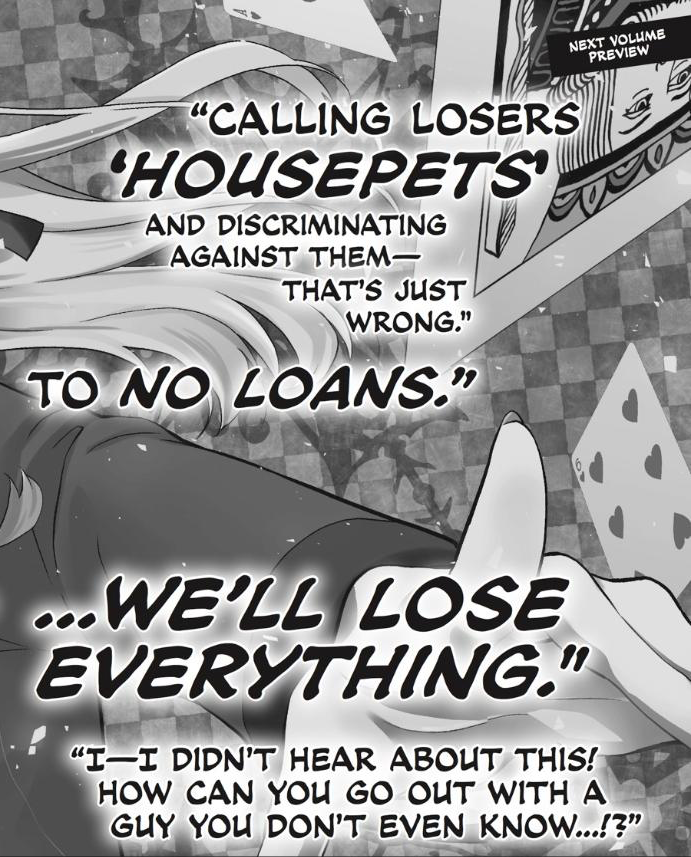 NEXT VOLUME
PREVIEW
“CALLING LOSERS
‘HOUSEPETS’
AND DISCRIMINATING
AGAINST THEM—
THAT’S JUST
WRONG.”
TO NO LOANS.”
...WE’LL LOSE
EVERYTHING.”
“I—I DIDN’T HEAR ABOUT THIS!
HOW CAN YOU GO OUT WITH A
GUY YOU DON’T EVEN KNOW...!?”